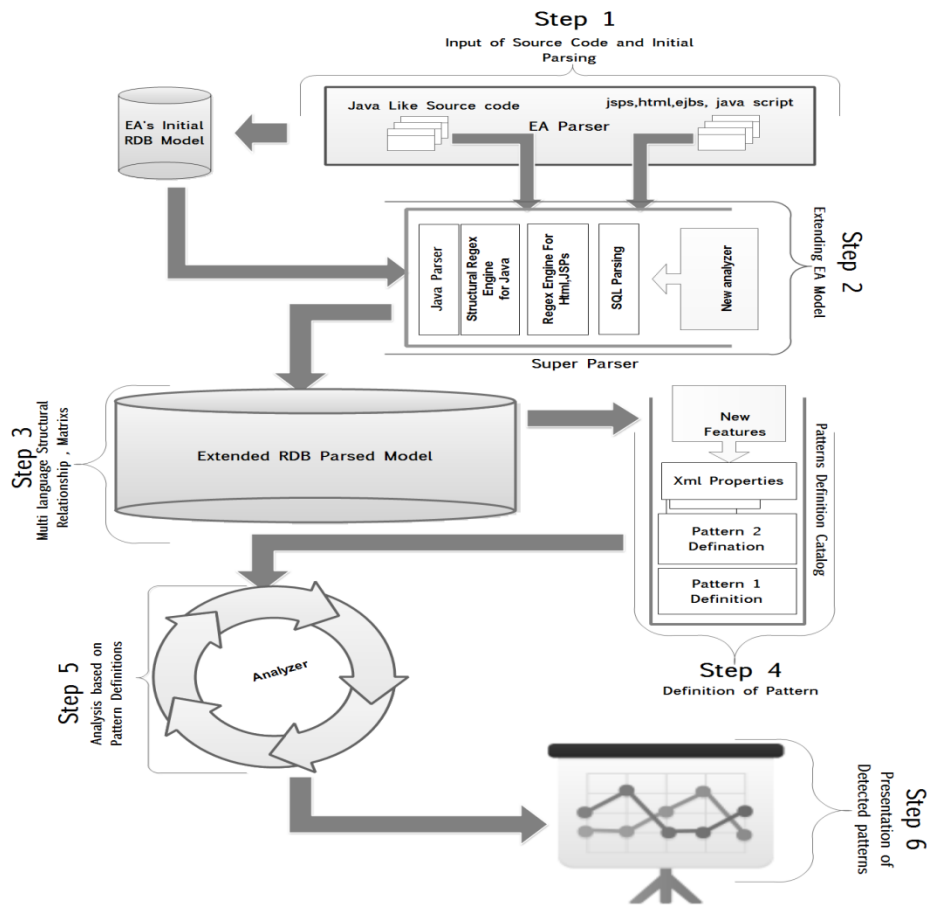 Step 1
Input of Source Code and Initial
Parsing
Java Like Source code
jsps,html,ejbs, java script
EA Parser
EA's Initial
RDB Model
Step 2
Extending EA Model
Java Parser
Structural Regex
Engine
for Java
Regex Engine For
Html,JSPs
SQL Parsing
New analyzer
Super Parser
Step 3
Multi language Structural
Relationship , Matrixs
Extended RDB Parsed Model
New
Features
Xml Properties
Pattern 2
Defination
Pattern 1
Definition
Patterns Definition Catalog
Step 4
Definition of Pattern
Step 5
Analysis based on
Pattern Definitions
Analyzer
Step 6
Presentation of
Detected patterns